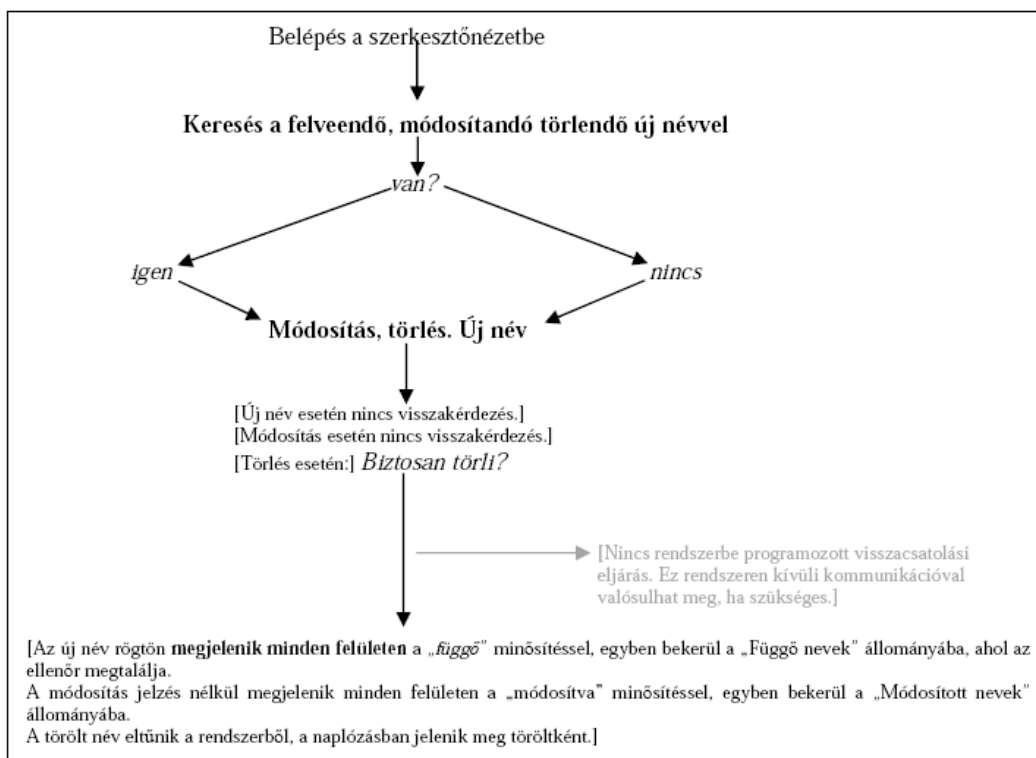 Belépés a szerkesztőnézetbe
Keresés a felveendő, módosítandó törlendő új névvel
van?
igen
nincs
Módosítás, törlés. Új név
[Új név esetén nincs visszakérdezés.]
[Módosítás esetén nincs visszakérdezés.]
[Törlés esetén:] Biztosan törli?
[Nincs rendszerbe programozott visszacsatolási
eljárás. Ez rendszeren kívüli kommunikációval
valósulhat meg, ha szükséges.]
[Az új név rögtön megjelenik minden felületen a „függő” minősítéssel, egyben bekerül a „Függő nevek” állományába, ahol az
ellenőr megtalálja.
A módosítás jelzés nélkül megjelenik minden felületen a „módosítva” minősítéssel, egyben bekerül a „Módosított nevek”
állományába.
A törölt név eltűnik a rendszerből, a naplózásban jelenik meg töröltként.]